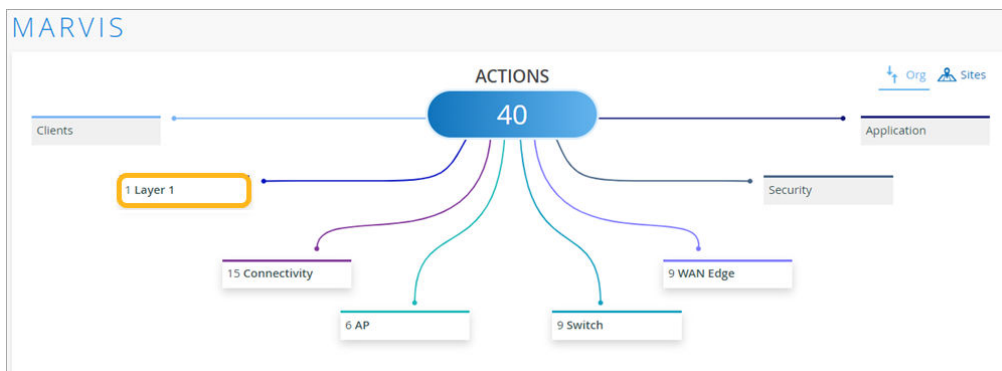 MARVIS
ACTIONS
40
Org Sites
Clients
Application
1 Layer 1
Security
15 Connectivity
9 WAN Edge
6 AP
9 Switch